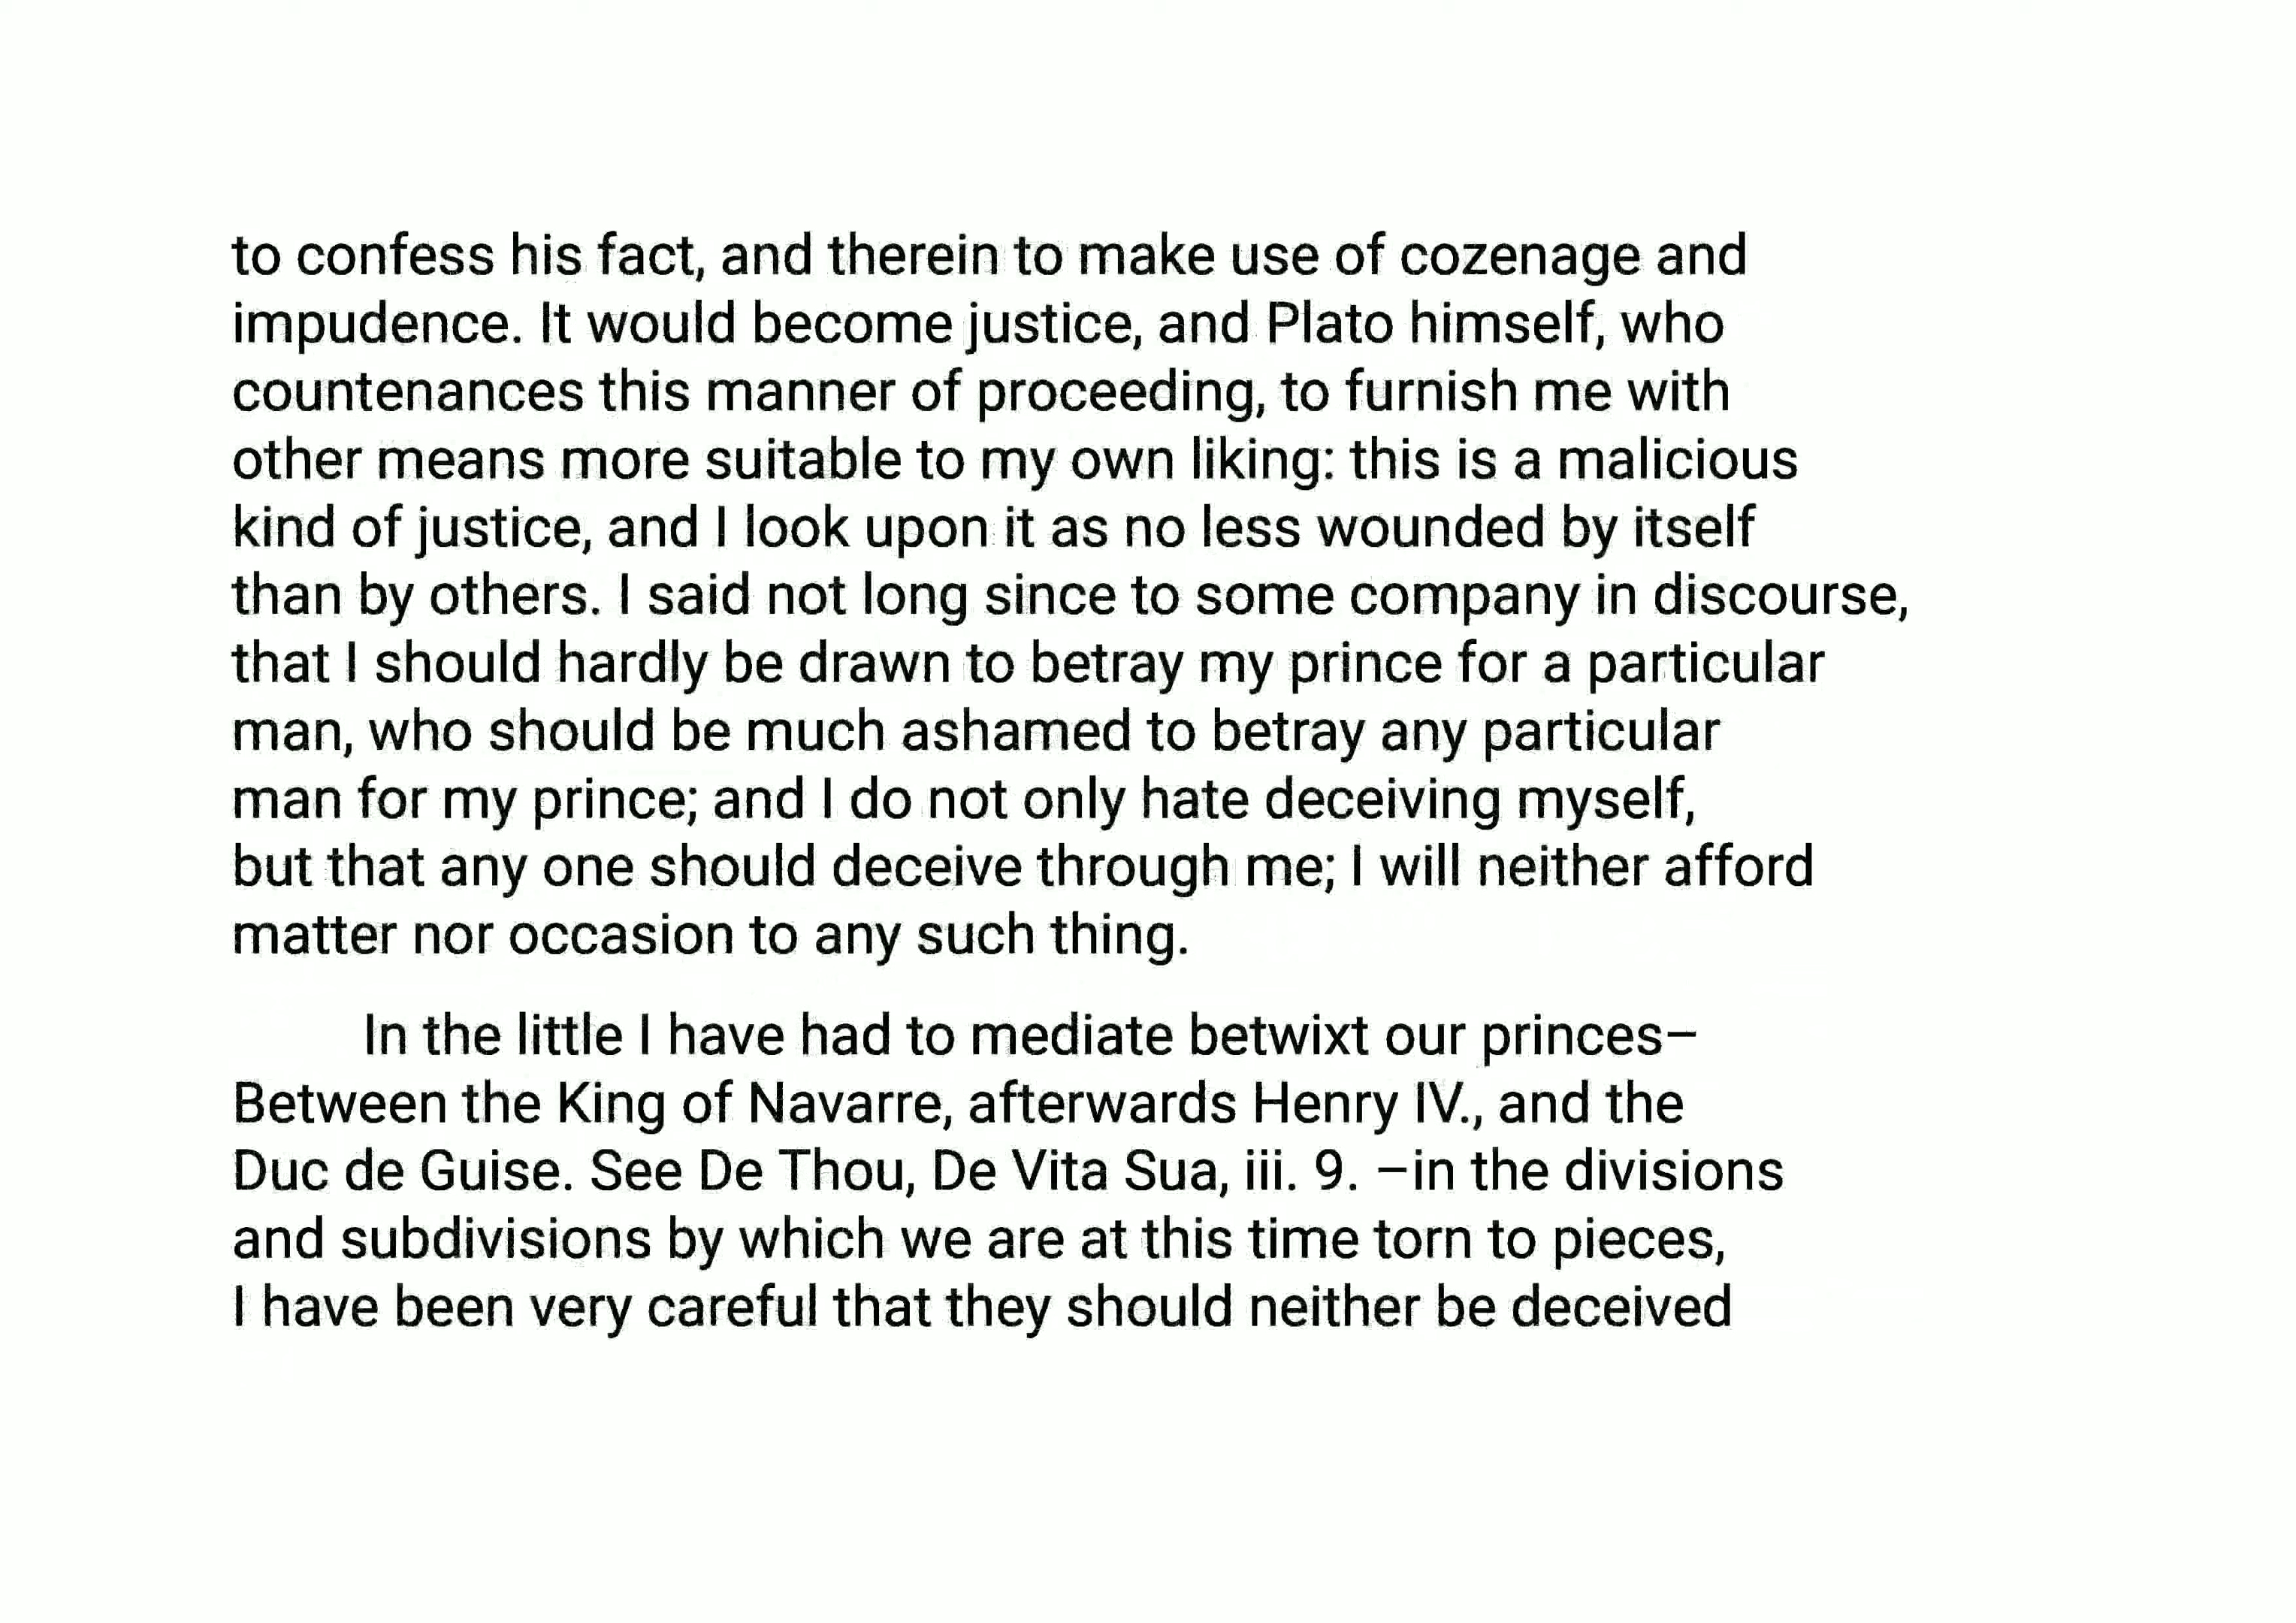 to confess his fact, and therein to make use of cozenage and
impudence. It would become justice, and Plato himself, who
countenances this manner of proceeding, to furnish me with
other means more suitable to my own liking: this is a malicious
kind of justice, and I look upon it as no less wounded by itself
than by others. I said not long since to some company in discourse,
that I should hardly be drawn to betray my prince for a particular
man, who should be much ashamed to betray any particular
man for my prince; and I do not only hate deceiving myself,
but that any one should deceive through me; I will neither afford
matter nor occasion to any such thing.
In the little I have had to mediate betwixt our princes—
Between the King of Navarre, afterwards Henry IV., and the
Duc de Guise. See De Thou, De Vita Sua, iii. 9. —in the divisions
and subdivisions by which we are at this time torn to pieces,
I have been very careful that they should neither be deceived